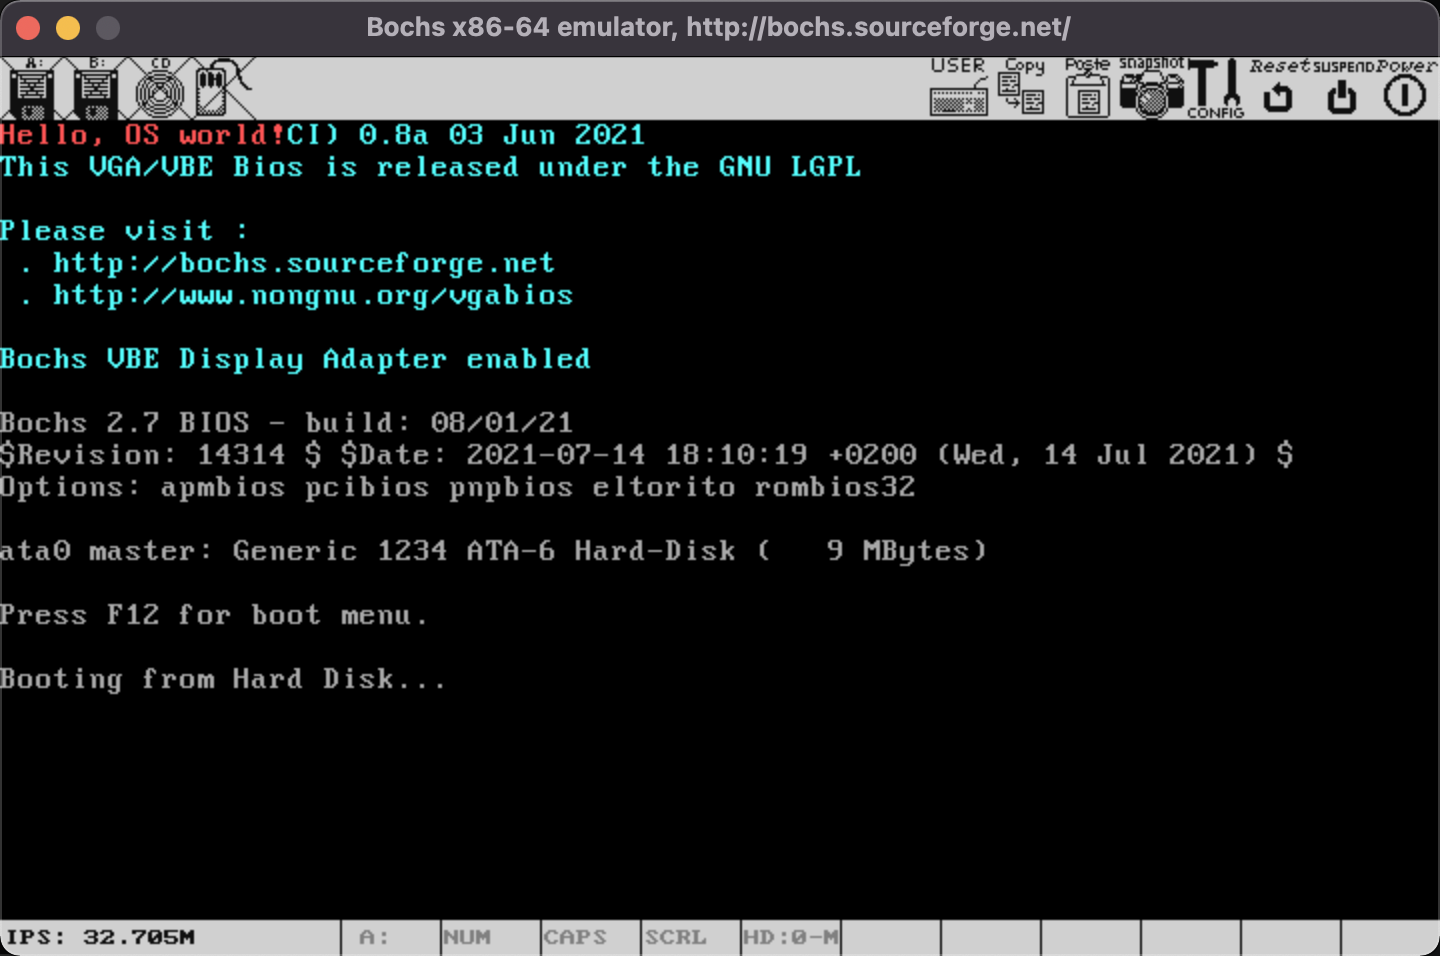 Bochs x86-64 emulator, http://bochs.sourceforge.net/
A: B: CD USER Copy Paste snapshot CONFIG Reset SUSPEND Power
Hello, OS world!CI) 0.8a 03 Jun 2021
This VGA/VBE Bios is released under the GNU LGPL
Please visit :
. http://bochs.sourceforge.net
. http://www.nongnu.org/vgabios
Bochs VBE Display Adapter enabled
Bochs 2.7 BIOS - build: 08/01/21
$Revision: 14314 $ $Date: 2021-07-14 18:10:19 +0200 (Wed, 14 Jul 2021) $
Options: apmbios pcibios pnpbios eltorito rombios32
ata0 master: Generic 1234 ATA-6 Hard-Disk (   9 MBytes)
Press F12 for boot menu.
Booting from Hard Disk...
IPS: 32.705M A: NUM CAPS SCRL HD:0-M